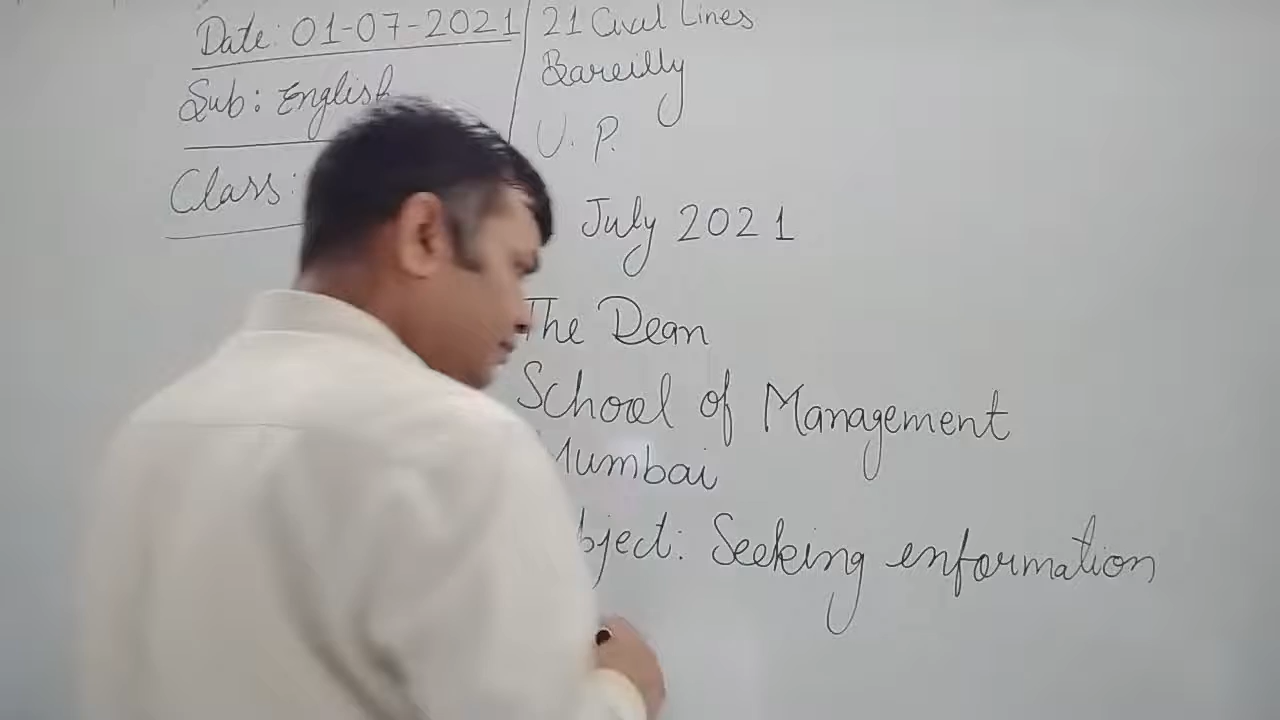 Date: 01-07-2021
Sub: English
Class:
21 Civil Lines
Bareilly
U. P.
July 2021
The Dean
School of Management
Mumbai
bject: Seeking information